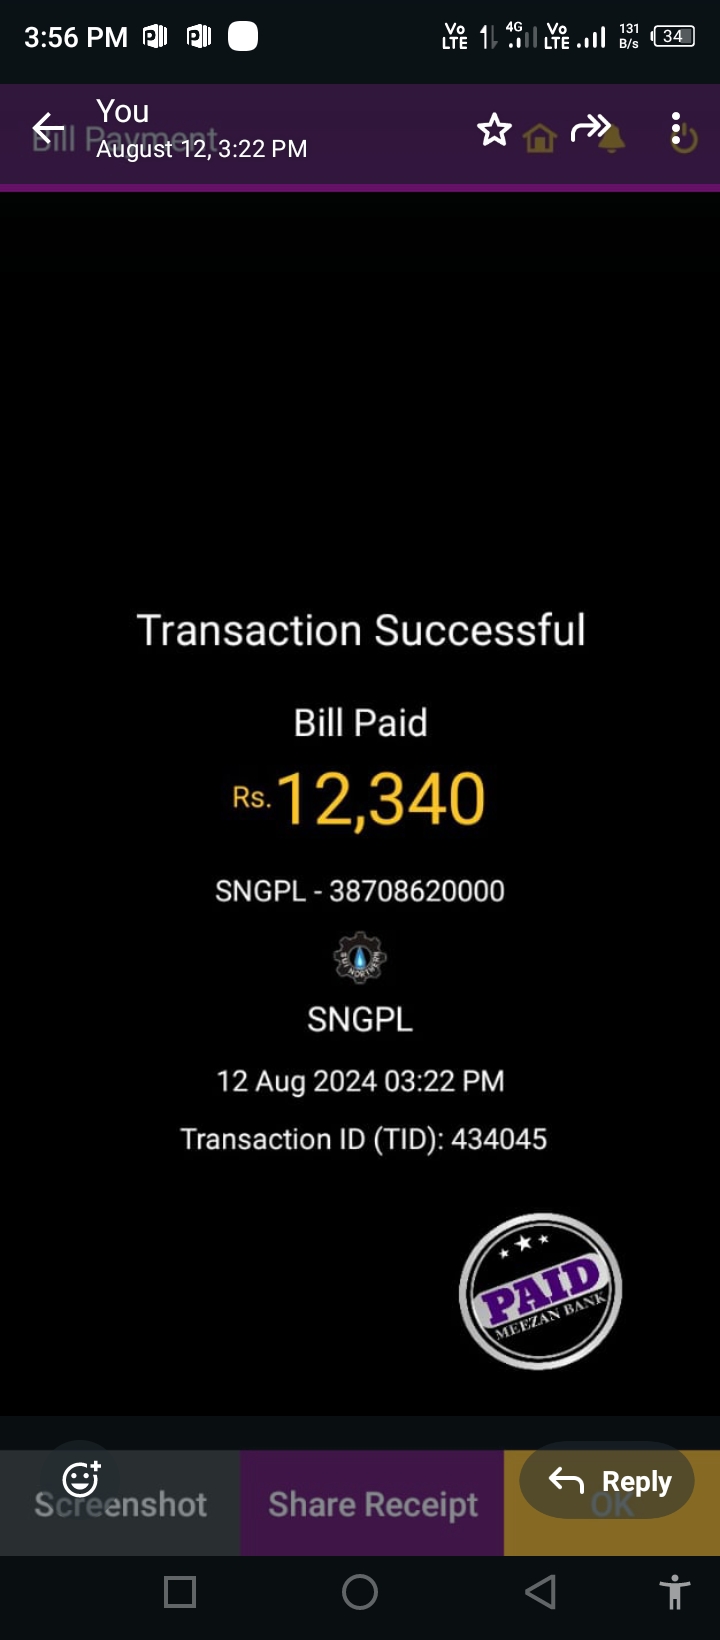 3:56 PM
Vo LTE 4G Vo LTE 131 B/s 34
You
Bill Payment
August 12, 3:22 PM
Transaction Successful
Bill Paid
Rs. 12,340
SNGPL - 38708620000
SUI NORTHERN
SNGPL
12 Aug 2024 03:22 PM
Transaction ID (TID): 434045
PAID
MEEZAN BANK
Screenshot
Share Receipt
OK
Reply